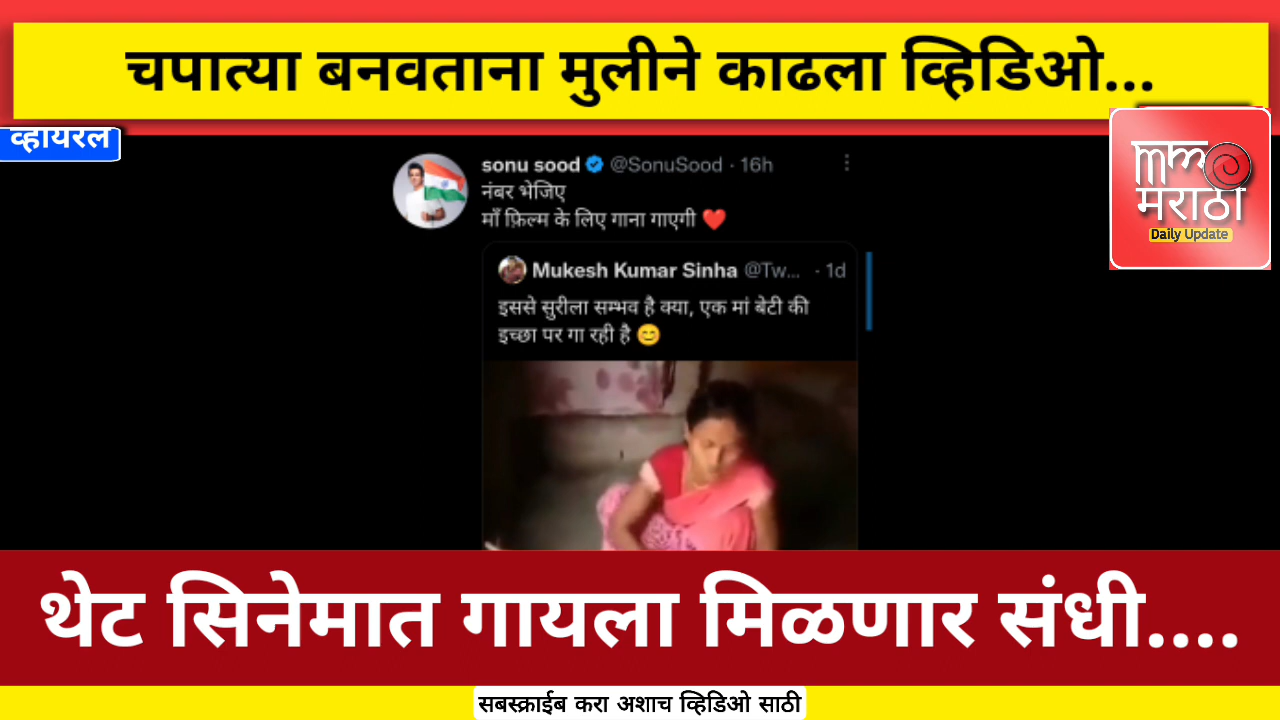 चपात्या बनवताना मुलीने काढला व्हिडिओ...
व्हायरल
sonu sood @SonuSood · 16h
नंबर भेजिए
माँ फ़िल्म के लिए गाना गाएगी ❤️
Mukesh Kumar Sinha @Tw... · 1d
इससे सुरीला सम्भव है क्या, एक मां बेटी की
इच्छा पर गा रही है 😊
मराठी
Daily Update
थेट सिनेमात गायला मिळणार संधी....
सबस्क्राईब करा अशाच व्हिडिओ साठी